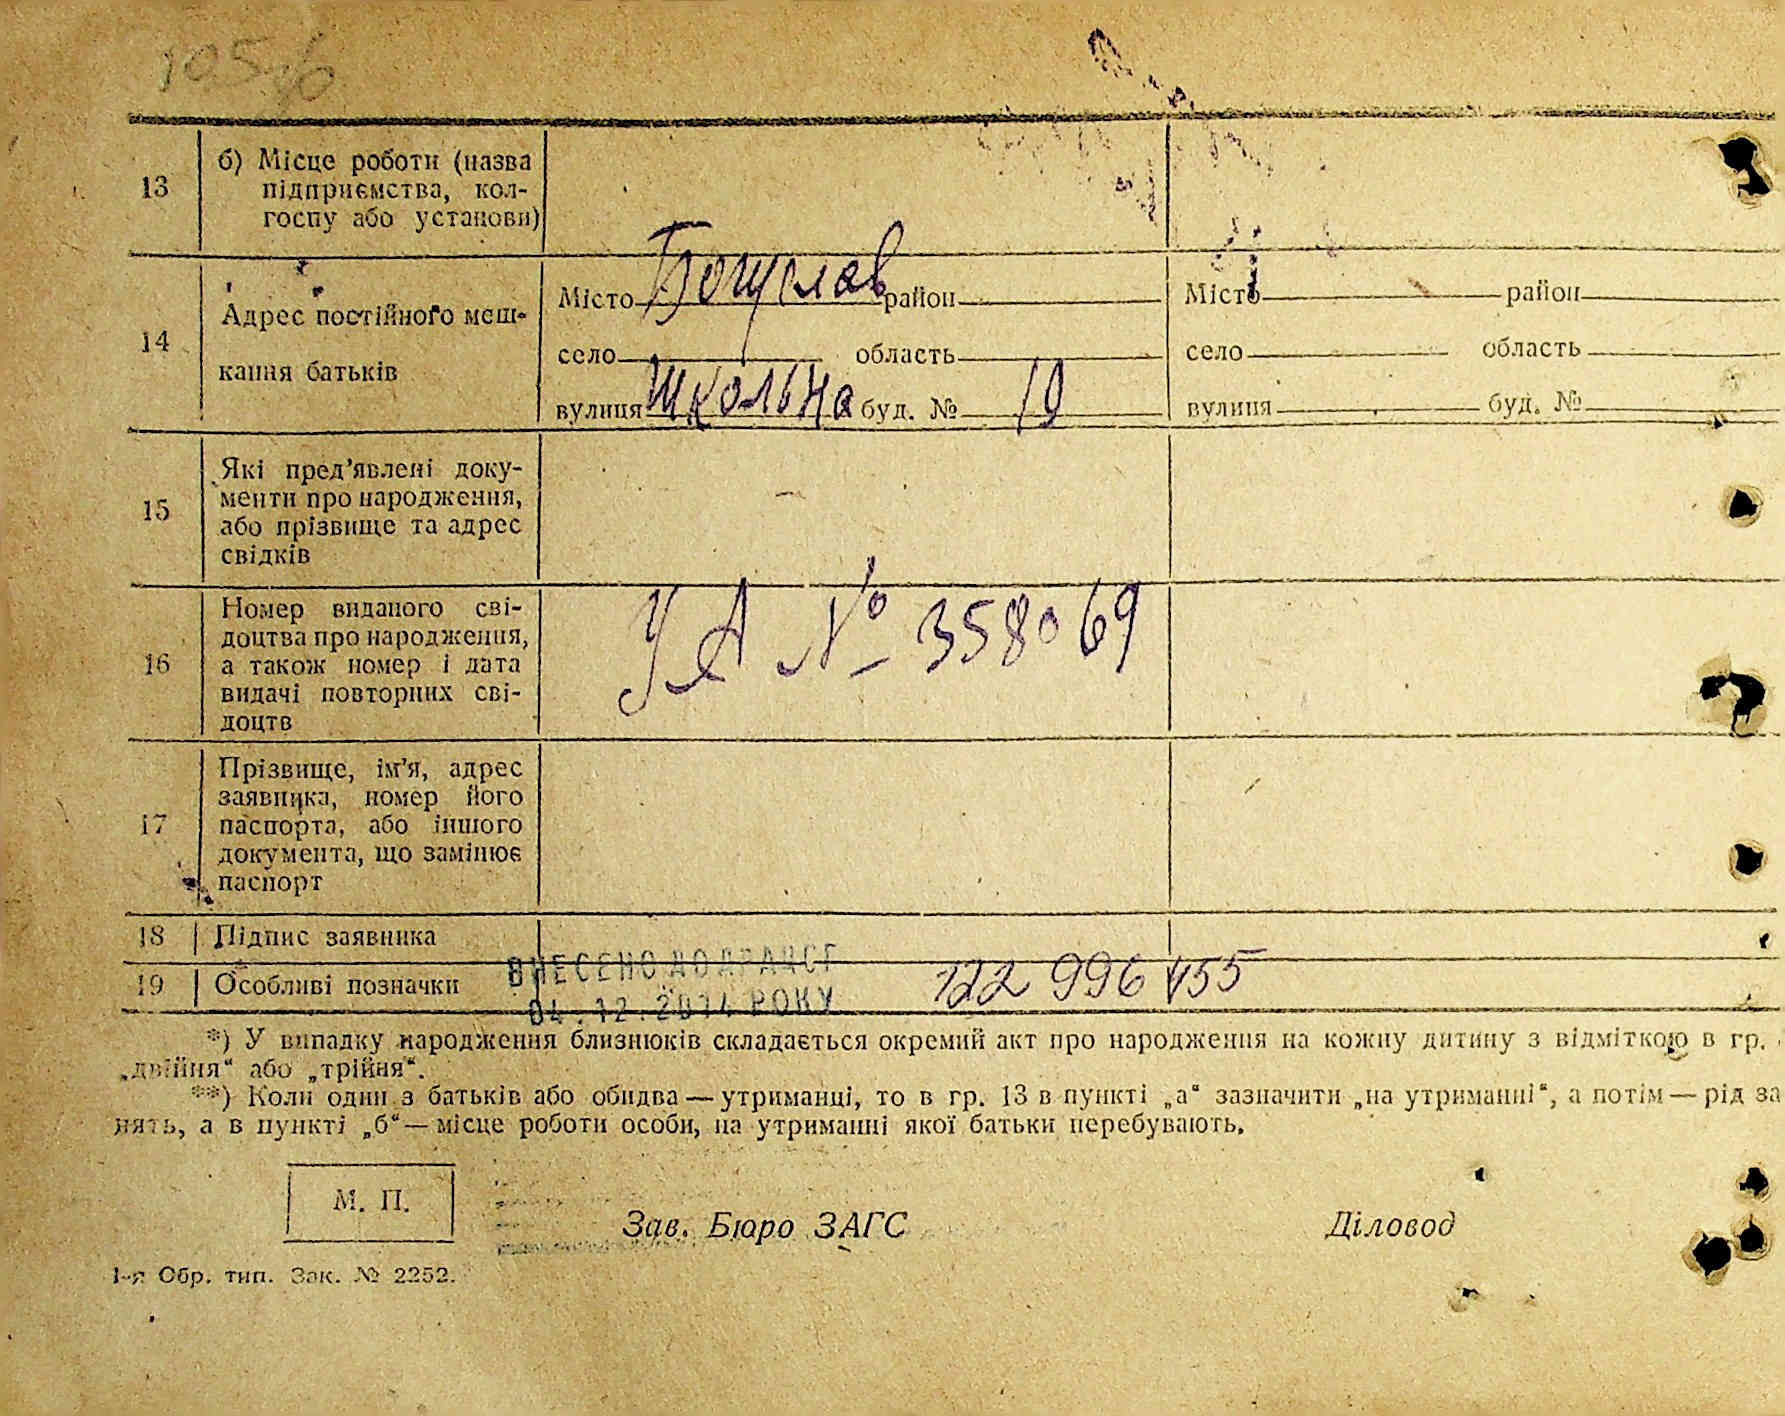 13
б) Місце роботи (назва
підприємства, кол-
госпу або установи)
14
Адрес постійного меш-
кання батьків
Місто Богуслав район
село область
вулиця Школьна буд. № 19
Місто район
село область
вулиця буд. №
15
Які пред'явлені доку-
менти про народження,
або прізвище та адрес
свідків
16
Номер виданого сві-
доцтва про народження,
а також номер і дата
видачі повторних сві-
доцтв
УА № 358069
17
Прізвище, ім'я, адрес
заявника, номер його
паспорта, або іншого
документа, що замінює
паспорт
18 Підпис заявника
19 Особливі позначки
ВНЕСЕНО ДО ДРАЦСГ
04.12.2014 РОКУ
122 996 455
*) У випадку народження близнюків складається окремий акт про народження на кожну дитину з відміткою в гр.
„двійня“ або „трійня“.
**) Коли один з батьків або обидва — утриманці, то в гр. 13 в пункті „а“ зазначити „на утриманні“, а потім — рід за
нять, а в пункті „б“ — місце роботи особи, на утриманні якої батьки перебувають.
М. П.
Зав. Бюро ЗАГС
Діловод
1-я Обр. тип. Зак. № 2252.